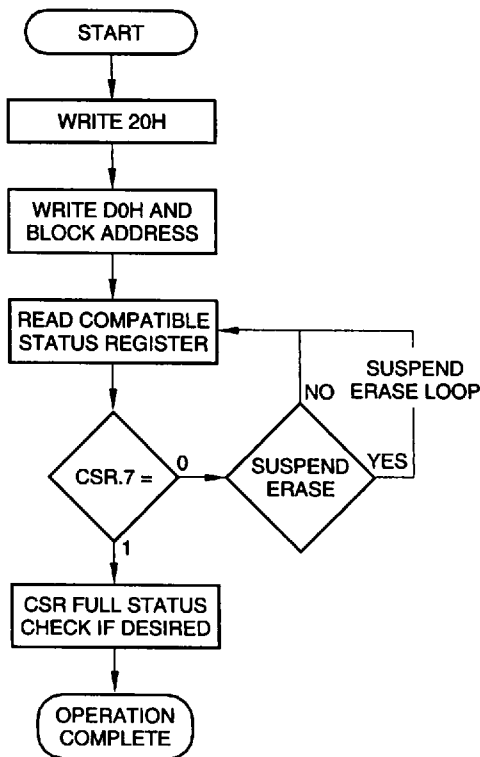 START
WRITE 20H
WRITE D0H AND
BLOCK ADDRESS
READ COMPATIBLE
STATUS REGISTER
SUSPEND
ERASE LOOP
NO
CSR.7 =
0
SUSPEND
ERASE
YES
1
CSR FULL STATUS
CHECK IF DESIRED
OPERATION
COMPLETE